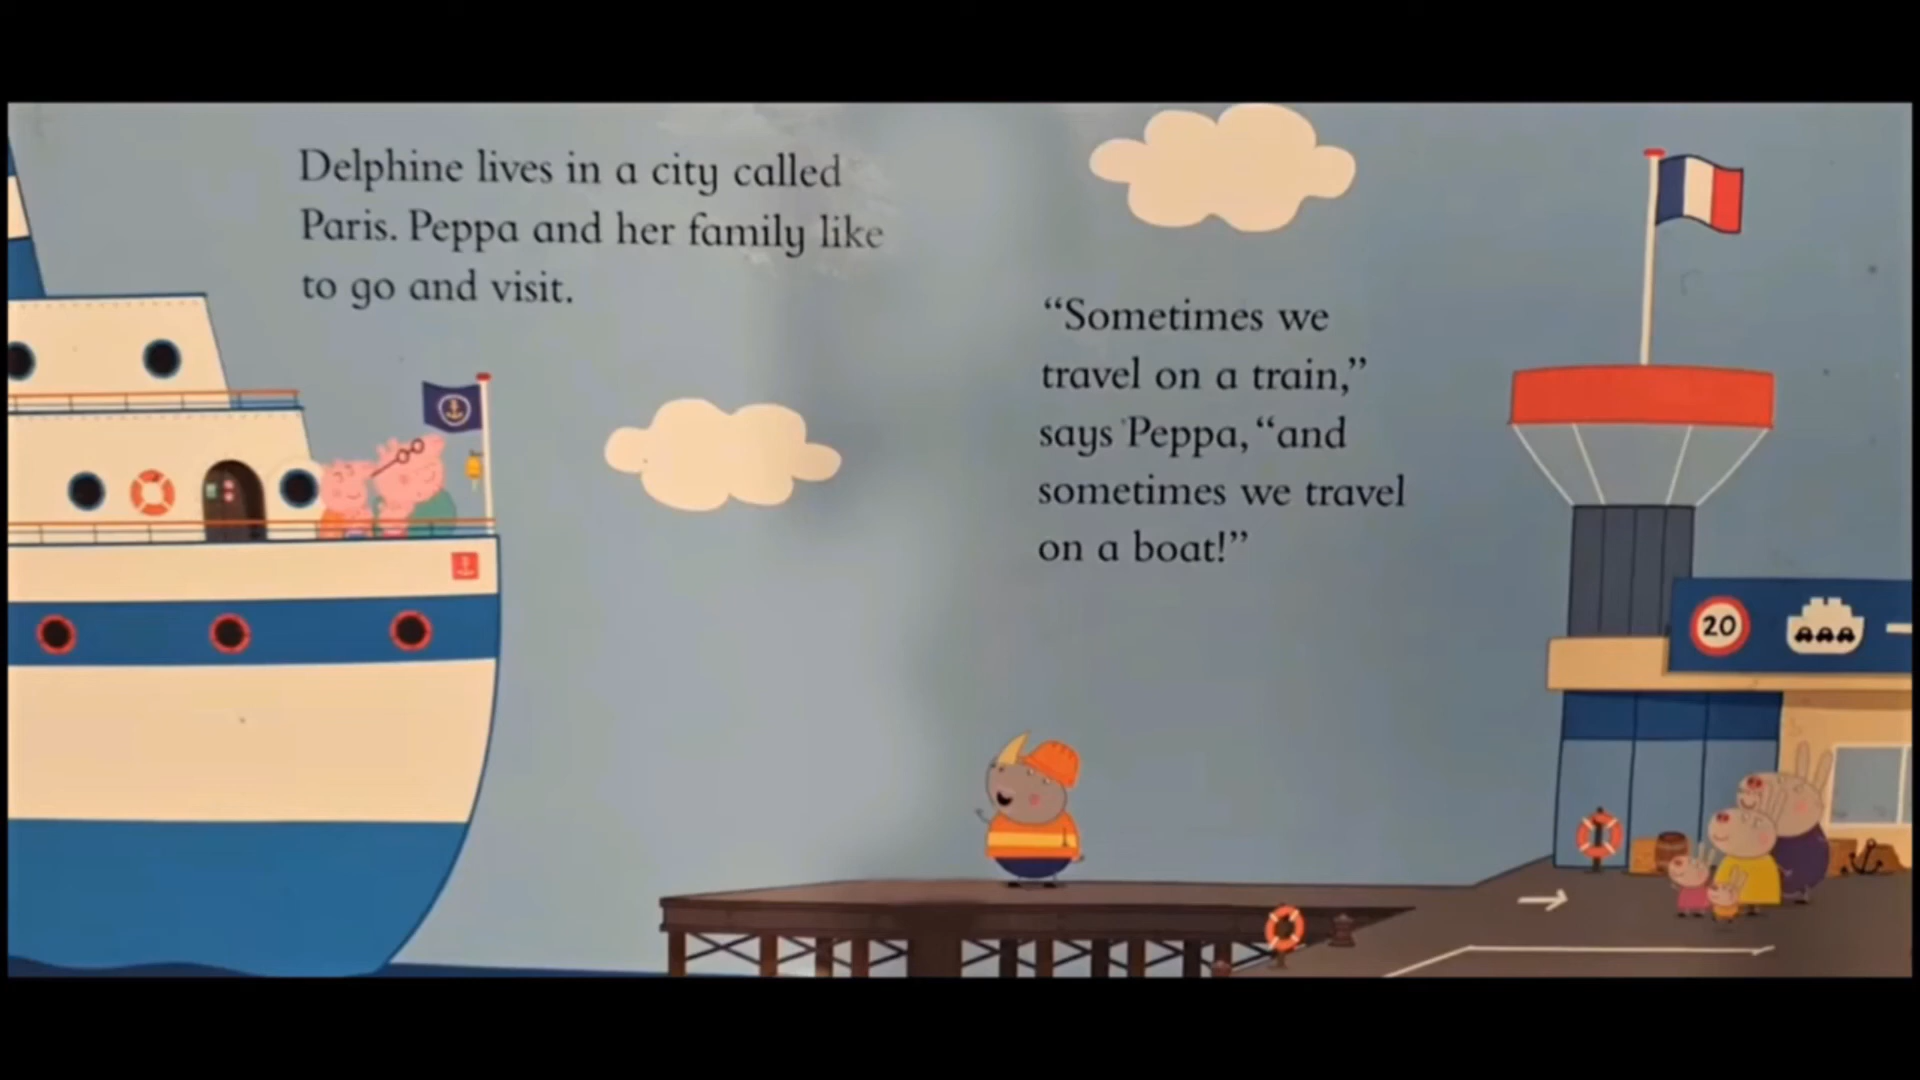 Delphine lives in a city called
Paris. Peppa and her family like
to go and visit.
“Sometimes we
travel on a train,”
says Peppa, “and
sometimes we travel
on a boat!”
20